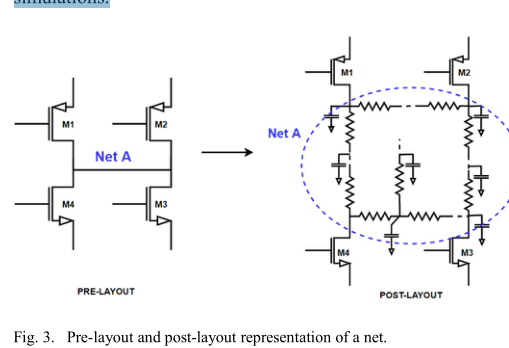 simulations.
M1
M2
M1
M2
Net A
Net A
M4
M3
M4
M3
PRE-LAYOUT
POST-LAYOUT
Fig. 3. Pre-layout and post-layout representation of a net.